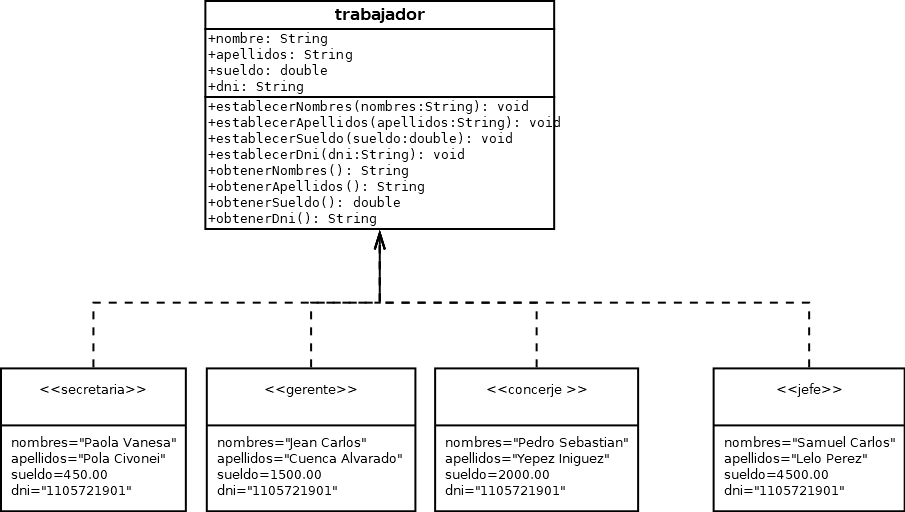 trabajador
+nombre: String
+apellidos: String
+sueldo: double
+dni: String
+establecerNombres(nombres:String): void
+establecerApellidos(apellidos:String): void
+establecerSueldo(sueldo:double): void
+establecerDni(dni:String): void
+obtenerNombres(): String
+obtenerApellidos(): String
+obtenerSueldo(): double
+obtenerDni(): String
<<secretaria>>
nombres="Paola Vanesa"
apellidos="Pola Civonei"
sueldo=450.00
dni="1105721901"
<<gerente>>
nombres="Jean Carlos"
apellidos="Cuenca Alvarado"
sueldo=1500.00
dni="1105721901"
<<concerje >>
nombres="Pedro Sebastian"
apellidos="Yepez Iniguez"
sueldo=2000.00
dni="1105721901"
<<jefe>>
nombres="Samuel Carlos"
apellidos="Lelo Perez"
sueldo=4500.00
dni="1105721901"